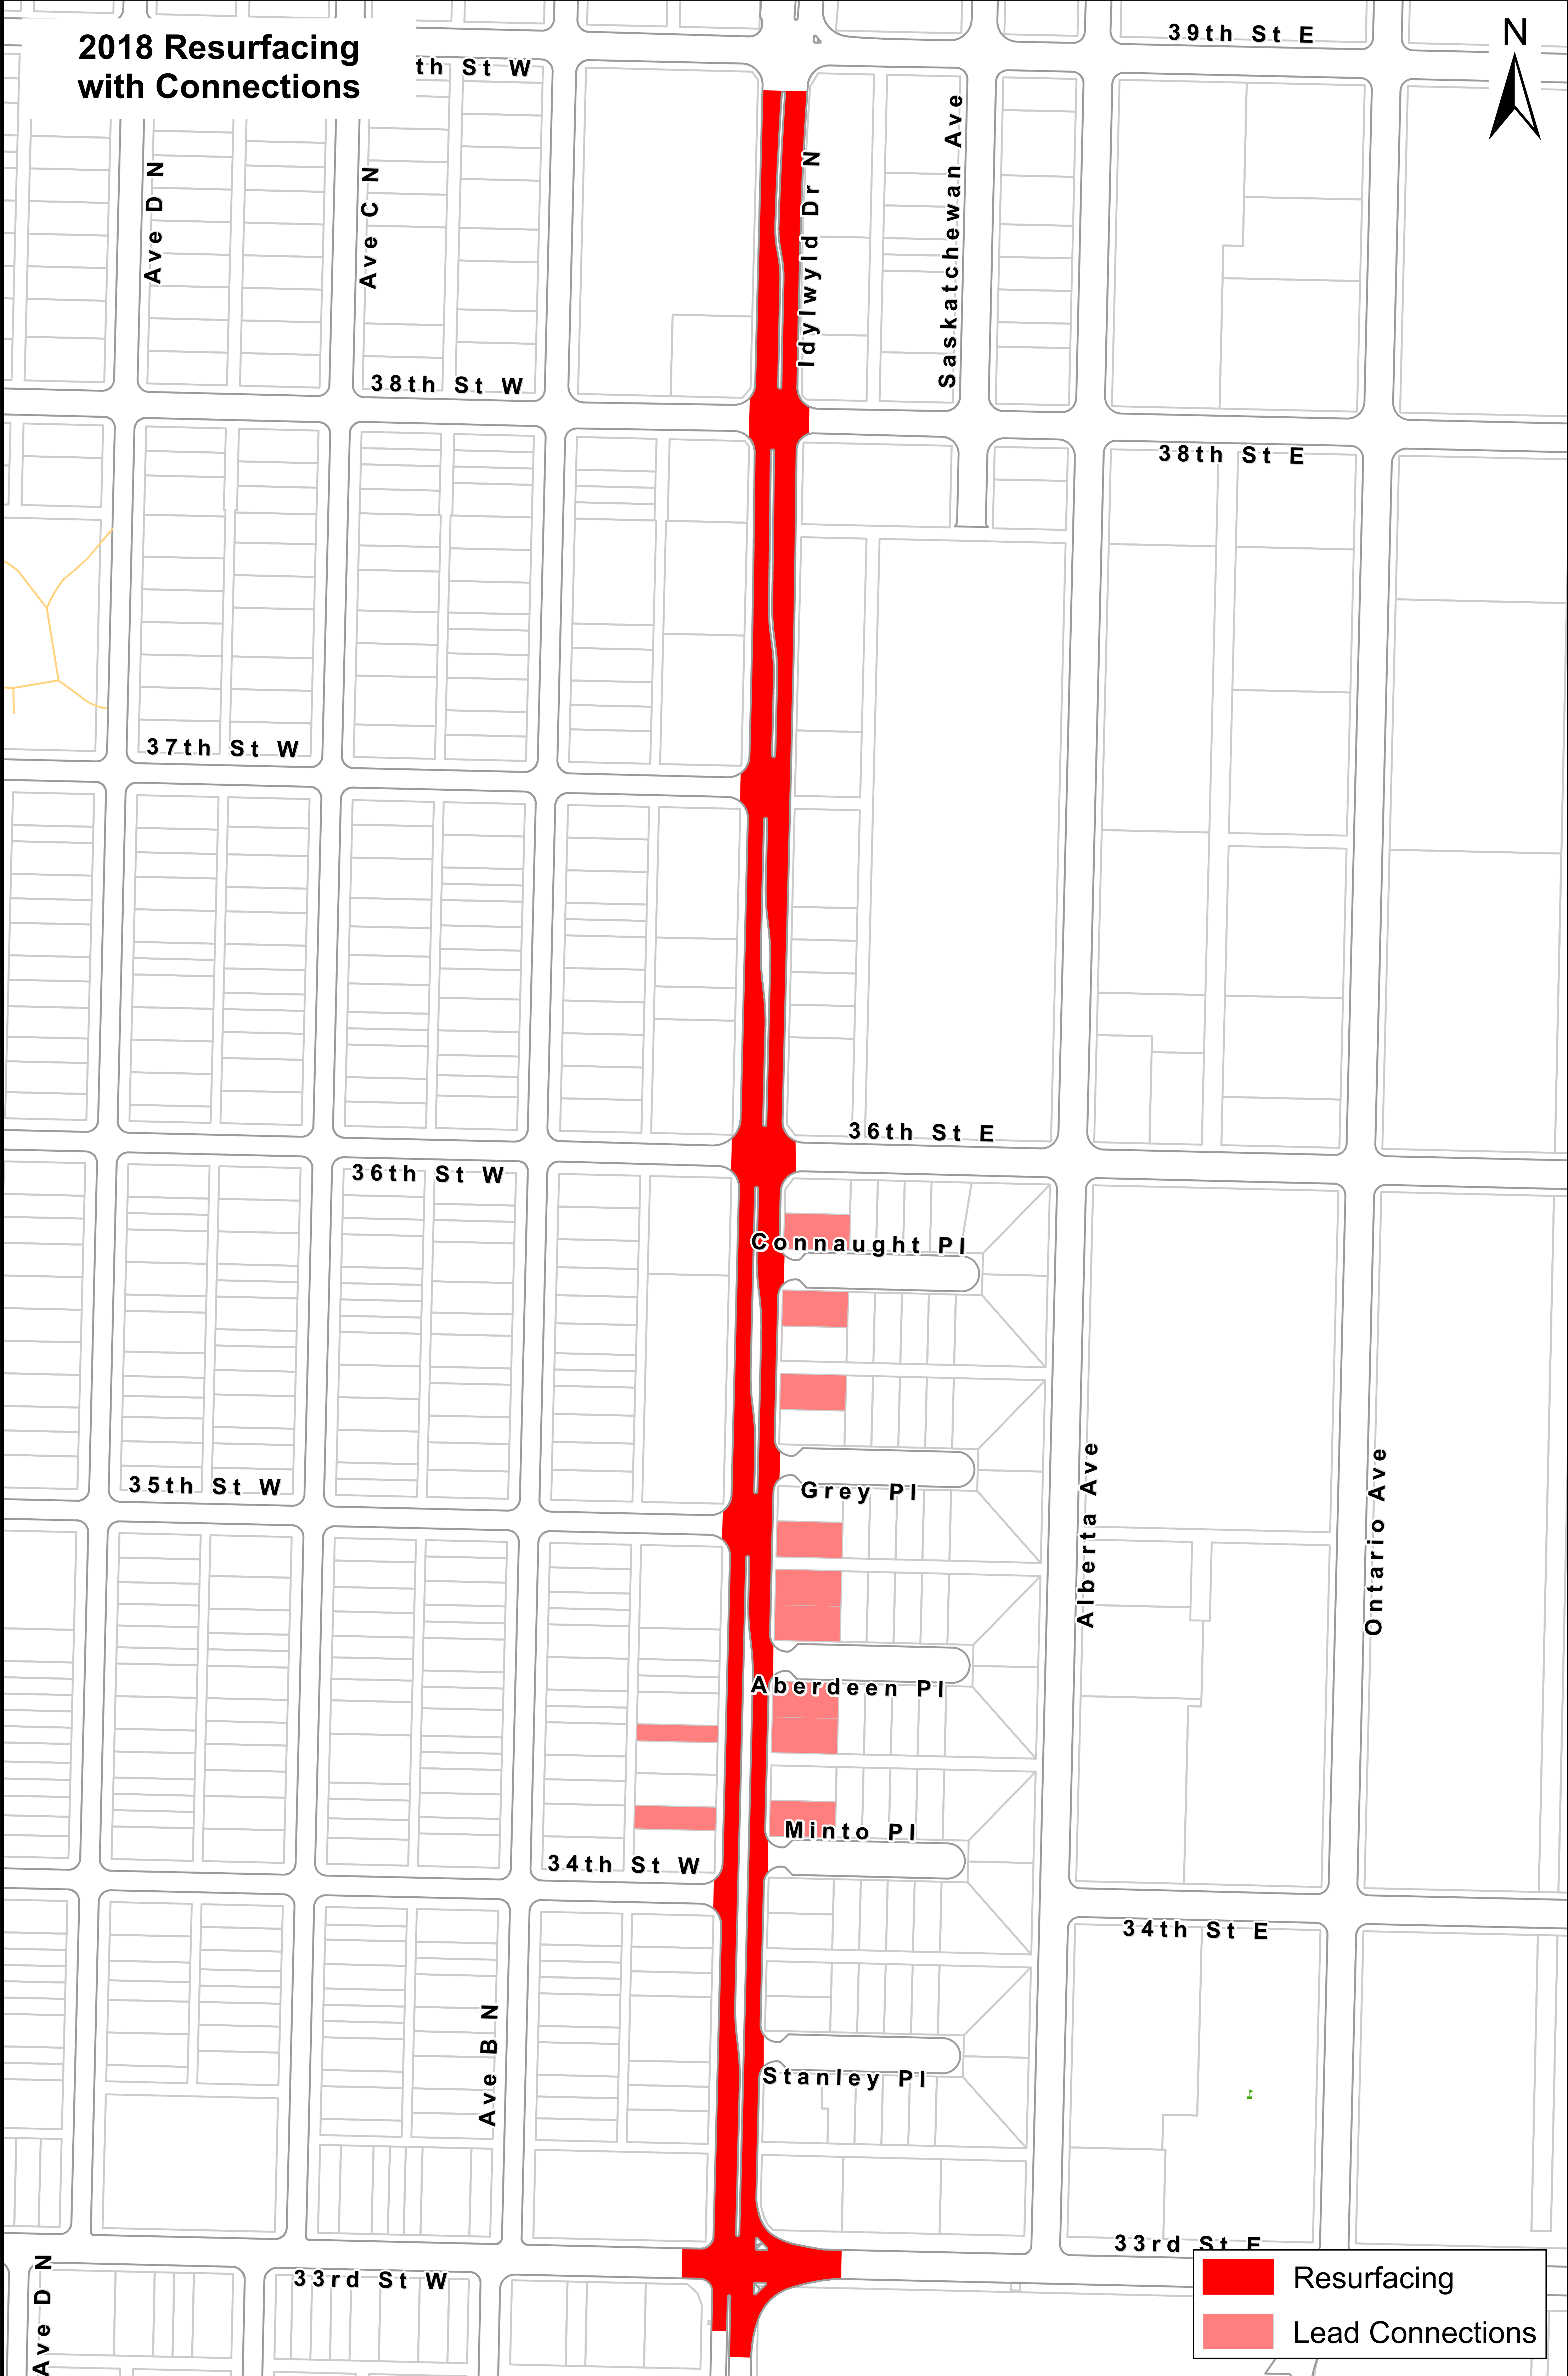 2018 Resurfacing
with Connections
th St W
39th St E
N
Ave D N
Ave C N
Idylwyld Dr N
Saskatchewan Ave
38th St W
38th St E
37th St W
36th St E
36th St W
Connaught Pl
35th St W
Grey Pl
Alberta Ave
Ontario Ave
Aberdeen Pl
Minto Pl
34th St W
34th St E
Ave B N
Stanley Pl
33rd St E
33rd St W
Ave D N
Resurfacing
Lead Connections